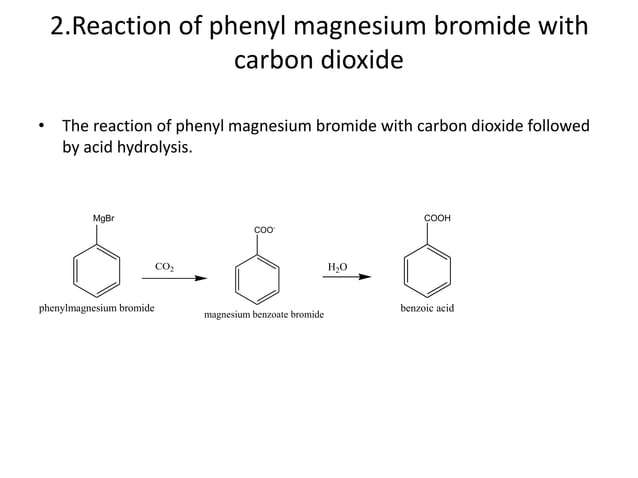 2.Reaction of phenyl magnesium bromide with
carbon dioxide
• The reaction of phenyl magnesium bromide with carbon dioxide followed
by acid hydrolysis.
MgBr
COO-
COOH
CO2
H2O
phenylmagnesium bromide
magnesium benzoate bromide
benzoic acid